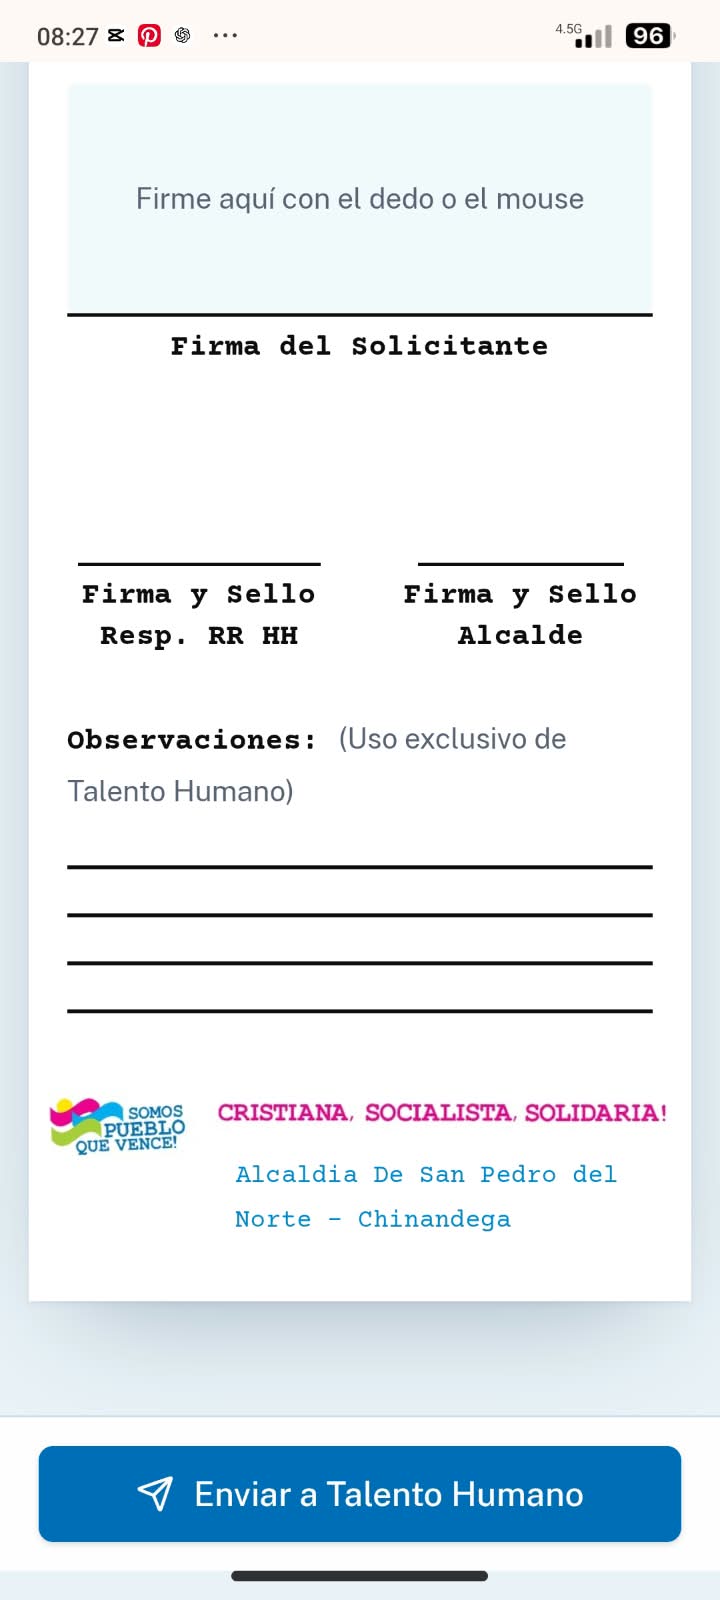 08:27
4.5G
96
Firme aquí con el dedo o el mouse
Firma del Solicitante
Firma y Sello
Resp. RR HH
Firma y Sello
Alcalde
Observaciones: (Uso exclusivo de
Talento Humano)
SOMOS
PUEBLO
QUE VENCE!
CRISTIANA, SOCIALISTA, SOLIDARIA!
Alcaldia De San Pedro del
Norte - Chinandega
Enviar a Talento Humano